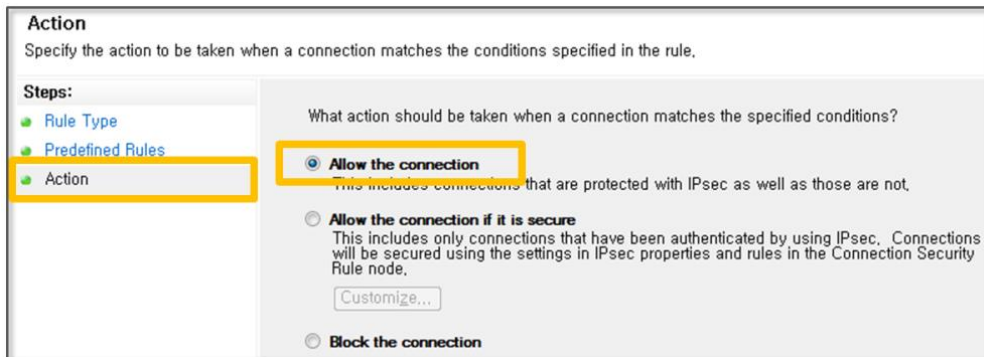 Action
Specify the action to be taken when a connection matches the conditions specified in the rule.
Steps:
Rule Type
Predefined Rules
Action
What action should be taken when a connection matches the specified conditions?
Allow the connection
This includes connections that are protected with IPsec as well as those are not.
Allow the connection if it is secure
This includes only connections that have been authenticated by using IPsec. Connections
will be secured using the settings in IPsec properties and rules in the Connection Security
Rule node.
Customize...
Block the connection